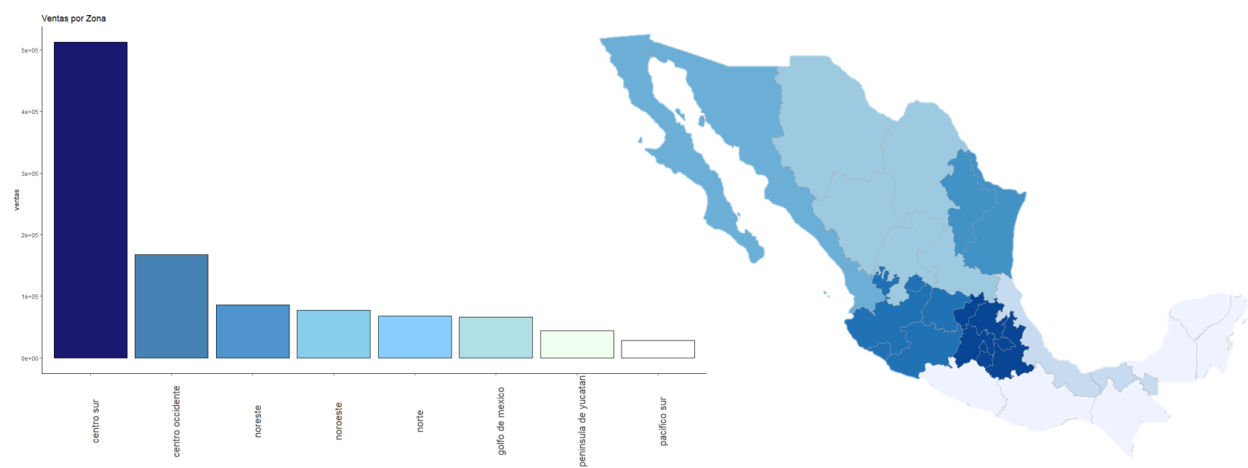 Ventas por Zona
5e+05
4e+05
3e+05
2e+05
1e+05
0e+00
ventas
centro sur
centro occidente
noreste
noroeste
norte
golfo de mexico
peninsula de yucatan
pacifico sur